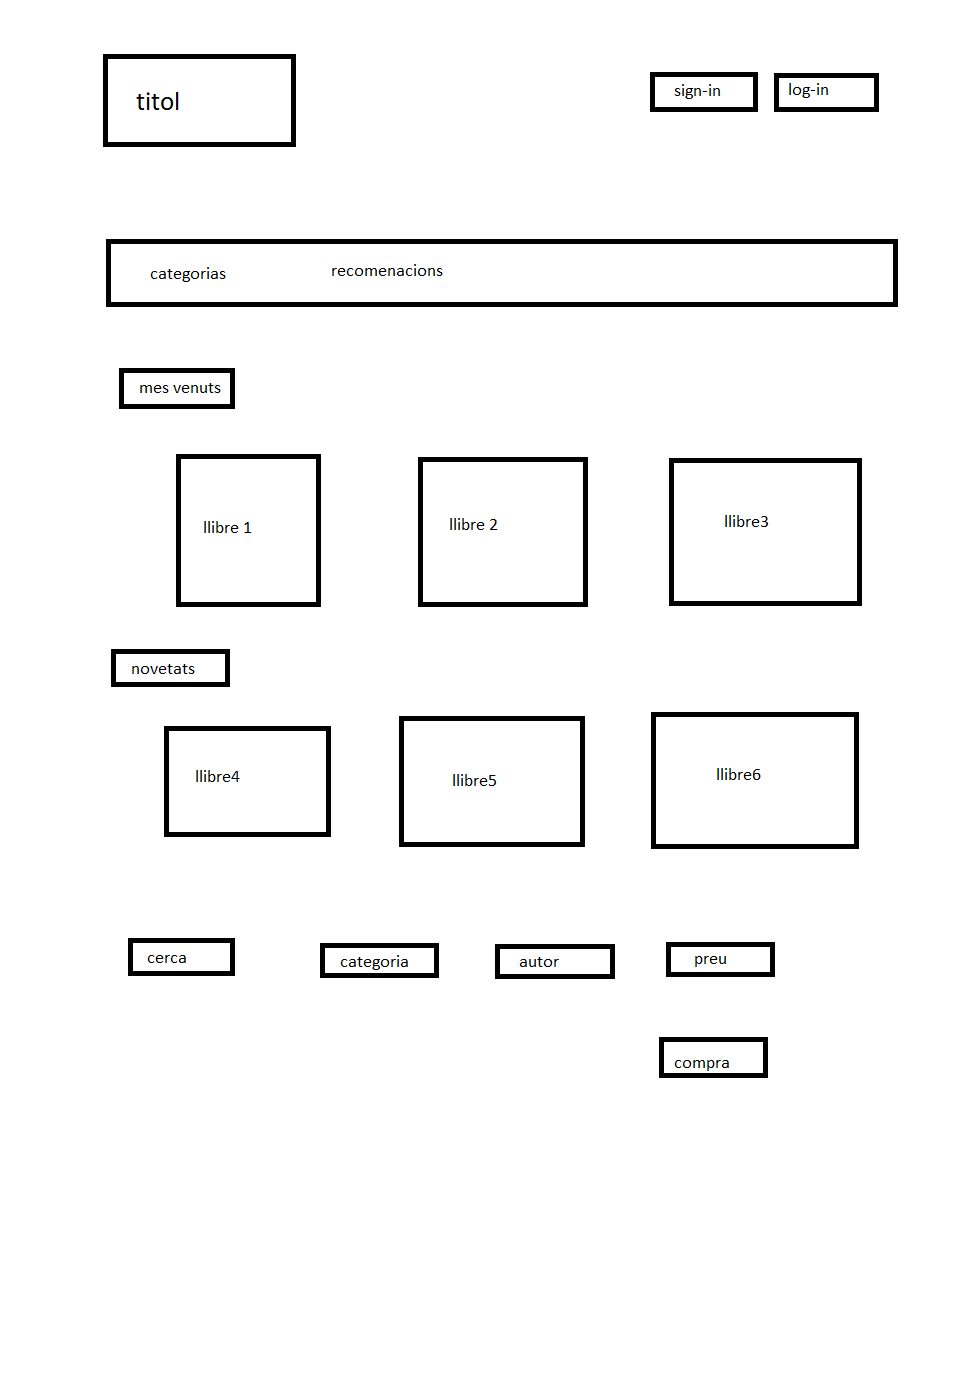 titol
sign-in
log-in
categorias
recomenacions
mes venuts
llibre 1
llibre 2
llibre3
novetats
llibre4
llibre5
llibre6
cerca
categoria
autor
preu
compra